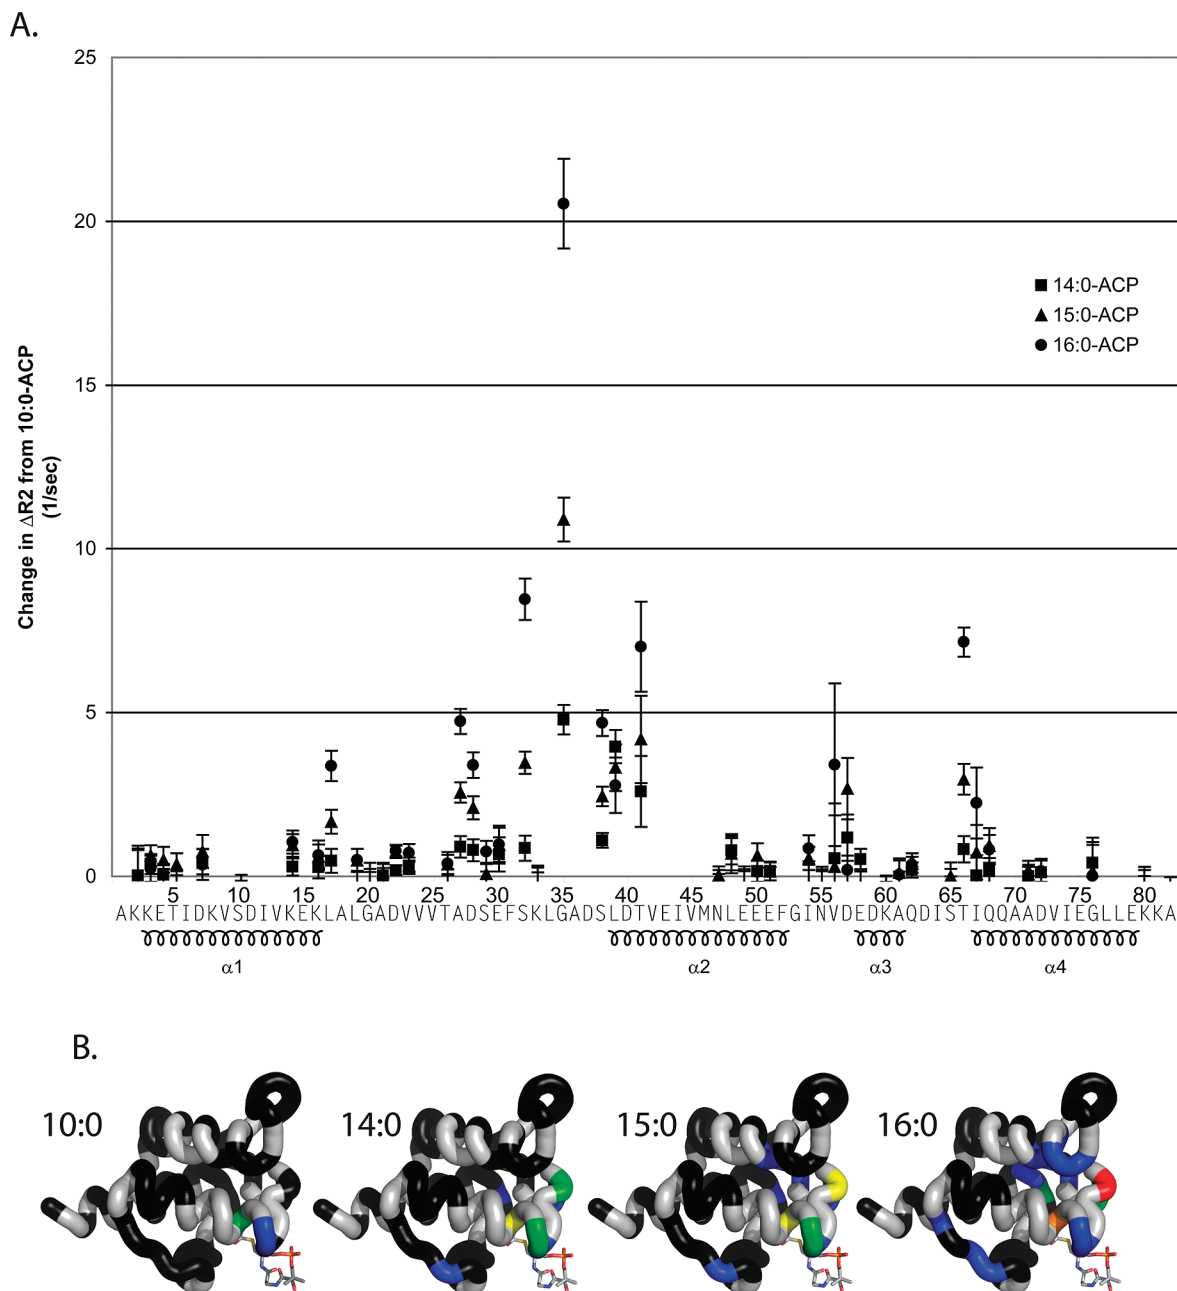 A.
25
20
15
10
5
0
Change in ΔR2 from 10:0-ACP
(1/sec)
14:0-ACP
15:0-ACP
16:0-ACP
5 10 15 20 25 30 35 40 45 50 55 60 65 70 75 80
AKKETIDKVSDIVKEKLALGADVVVTADSEFSKLGADSLDTVEIVMNLEEEFGINVDEDKAQDISTIQQAADVIEGLLEKKA
α1 α2 α3 α4
B.
10:0 14:0 15:0 16:0